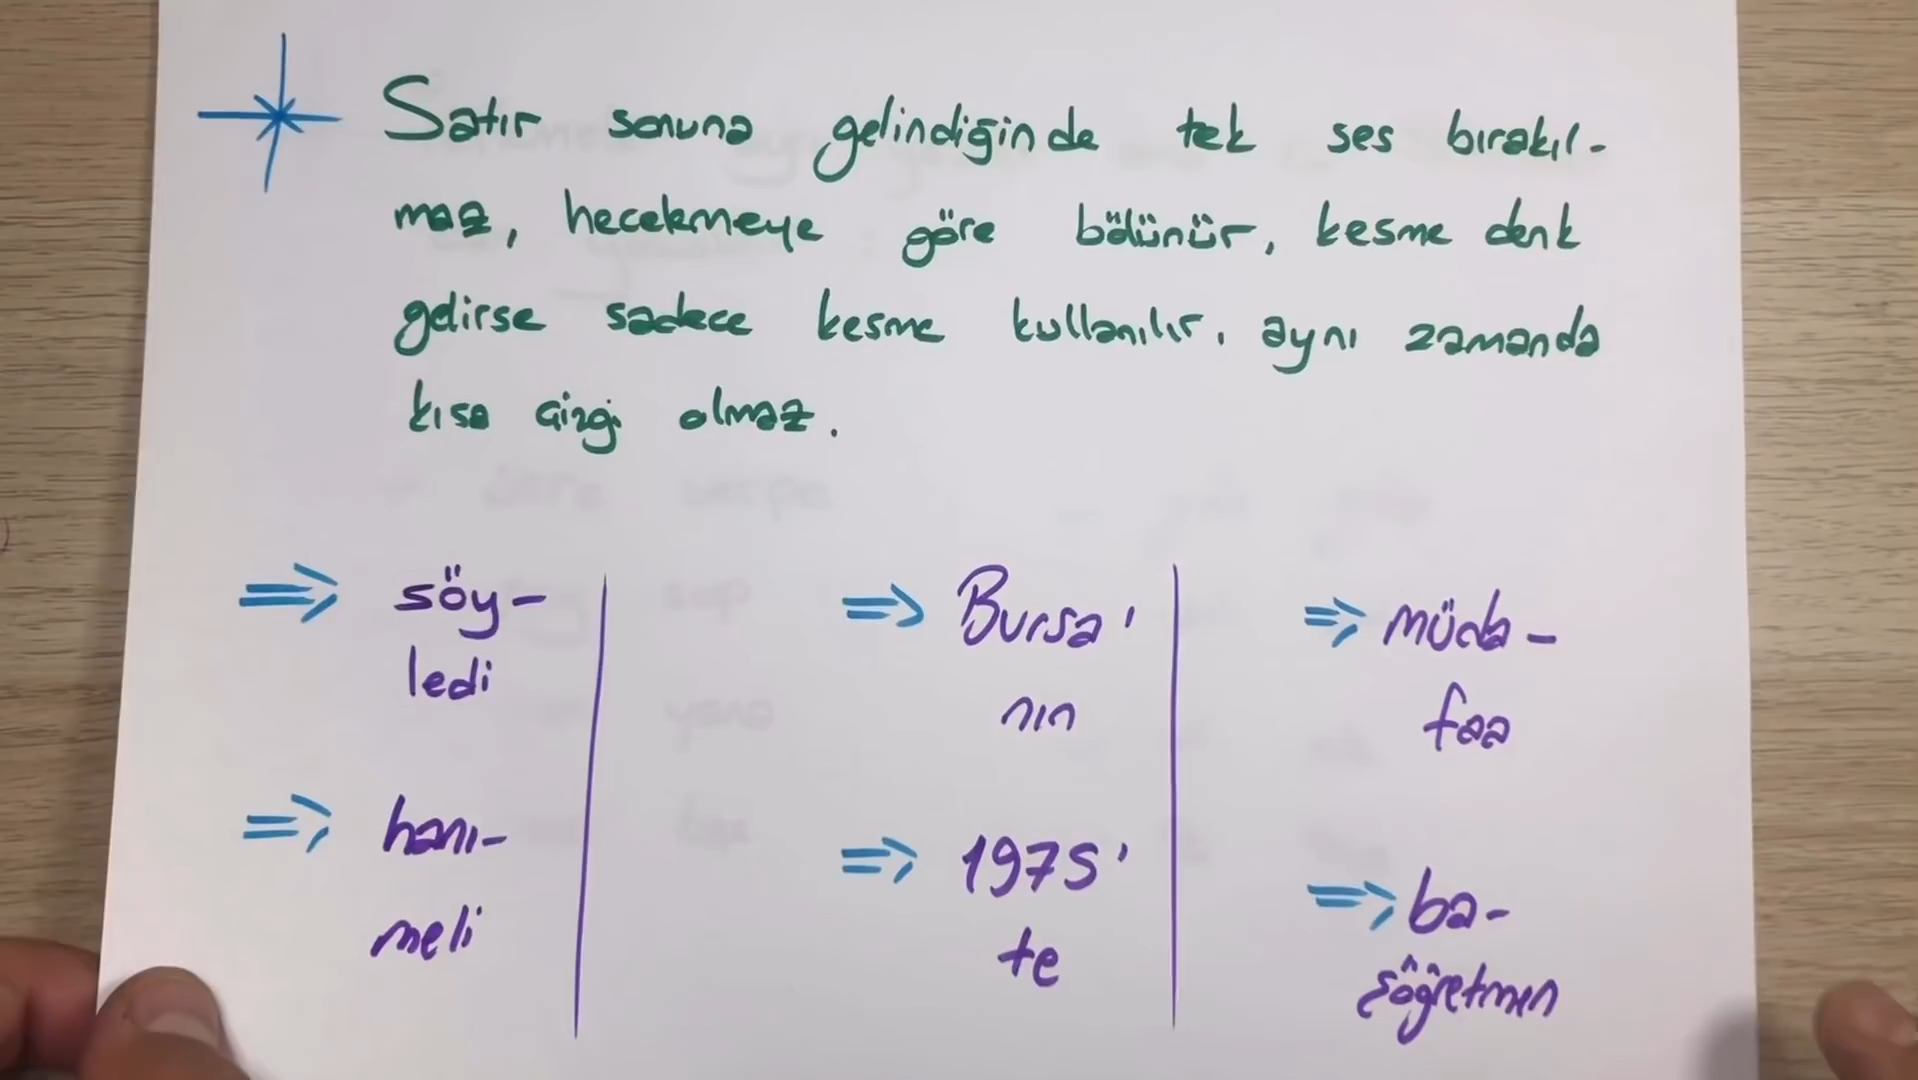 Satır sonuna gelindiğinde tek ses bırakıl-
maz, hecelemeye göre bölünür, kesme denk
gelirse sadece kesme kullanılır, aynı zamanda
kısa çizgi olmaz.
⇒ söy-
ledi
⇒ hanı-
meli
⇒ Bursa'
nın
⇒ 1975'
te
⇒ müda-
faa
⇒ ba-
şöğretmen